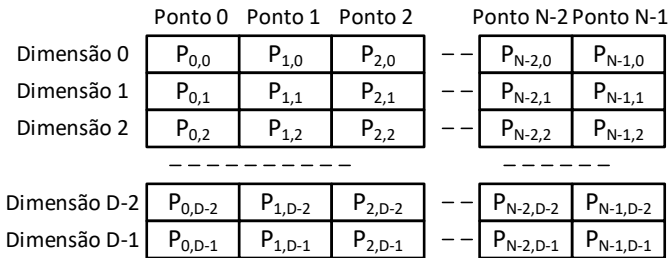 Ponto 0 Ponto 1 Ponto 2 Ponto N-2 Ponto N-1
Dimensão 0 P0,0 P1,0 P2,0 PN-2,0 PN-1,0
Dimensão 1 P0,1 P1,1 P2,1 PN-2,1 PN-1,1
Dimensão 2 P0,2 P1,2 P2,2 PN-2,2 PN-1,2
Dimensão D-2 P0,D-2 P1,D-2 P2,D-2 PN-2,D-2 PN-1,D-2
Dimensão D-1 P0,D-1 P1,D-1 P2,D-1 PN-2,D-1 PN-1,D-1